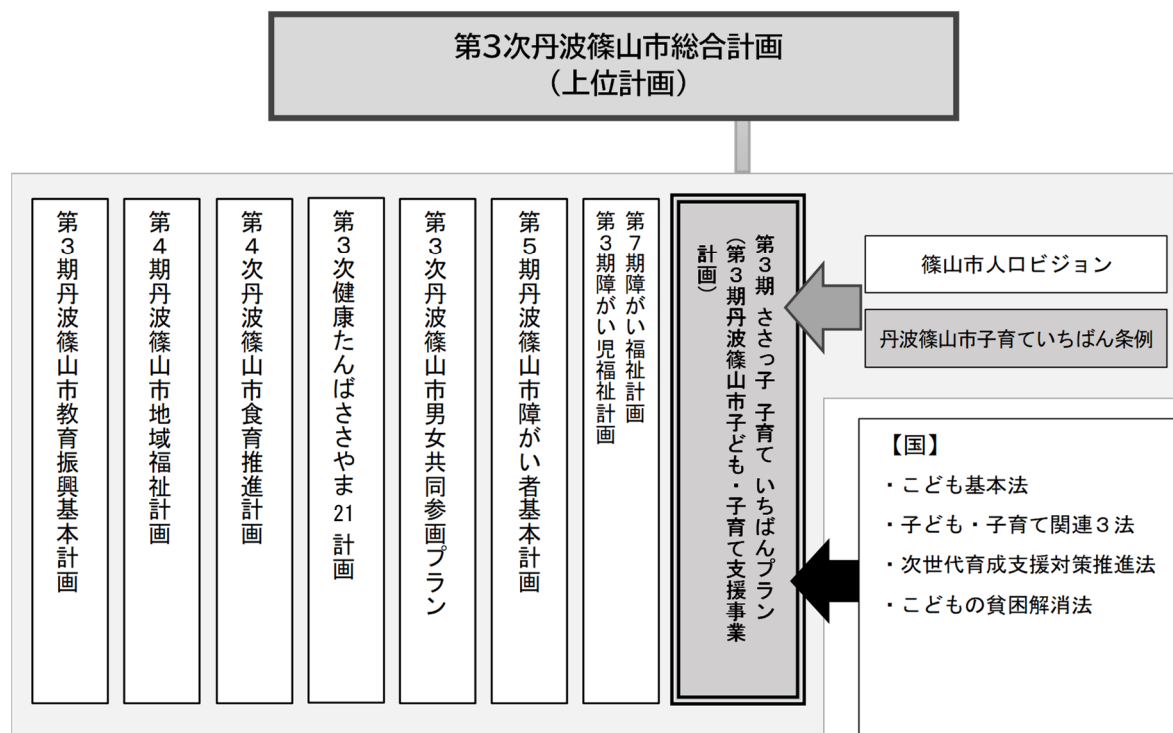 第3次丹波篠山市総合計画
（上位計画）
第３期丹波篠山市教育振興基本計画
第４期丹波篠山市地域福祉計画
第４次丹波篠山市食育推進計画
第３次健康たんばささやま21計画
第３次丹波篠山市男女共同参画プラン
第５期丹波篠山市障がい者基本計画
第７期障がい福祉計画
第３期障がい児福祉計画
第３期 ささっ子 子育て いちばんプラン
（第３期丹波篠山市子ども・子育て支援事業
計画）
篠山市人口ビジョン
丹波篠山市子育ていちばん条例
【国】
・こども基本法
・子ども・子育て関連３法
・次世代育成支援対策推進法
・こどもの貧困解消法